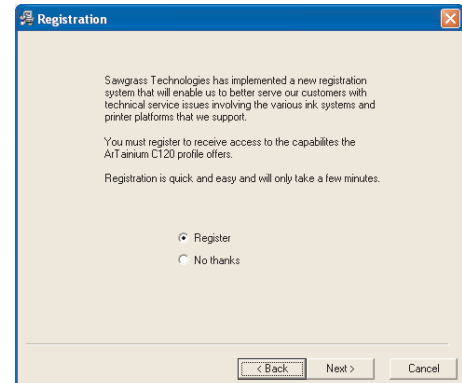 Registration
Sawgrass Technologies has implemented a new registration
system that will enable us to better serve our customers with
technical service issues involving the various ink systems and
printer platforms that we support.
You must register to receive access to the capabilites the
ArTainium C120 profile offers.
Registration is quick and easy and will only take a few minutes.
Register
No thanks
< Back Next > Cancel